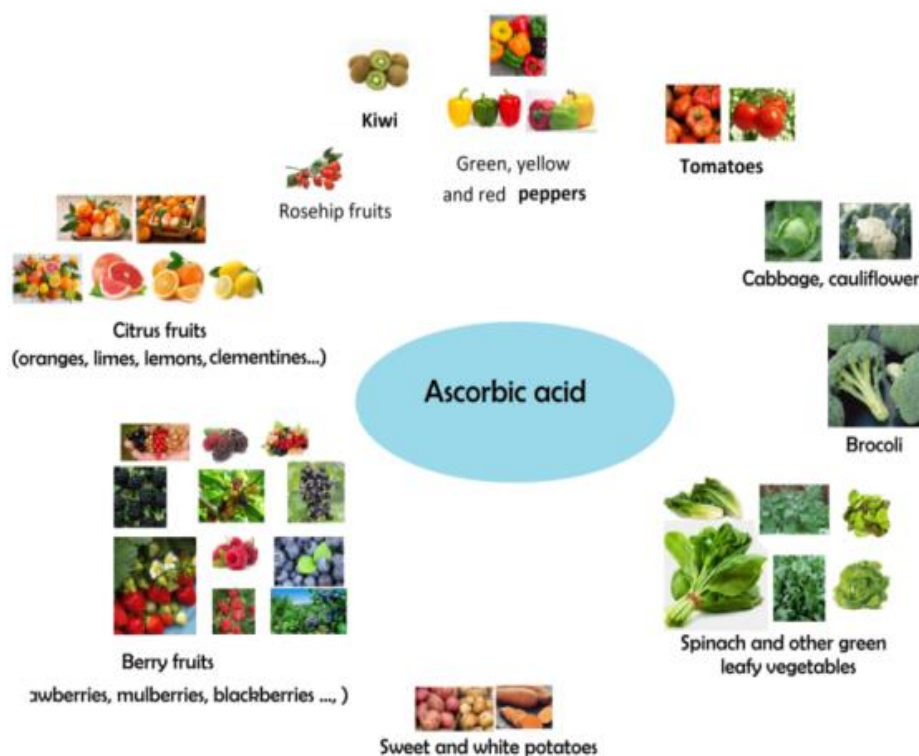 Kiwi
Green, yellow
and red peppers
Tomatoes
Rosehip fruits
Cabbage, cauliflower
Citrus fruits
(oranges, limes, lemons, clementines...)
Ascorbic acid
Brocoli
Berry fruits
awberries, mulberries, blackberries ..., )
Spinach and other green
leafy vegetables
Sweet and white potatoes